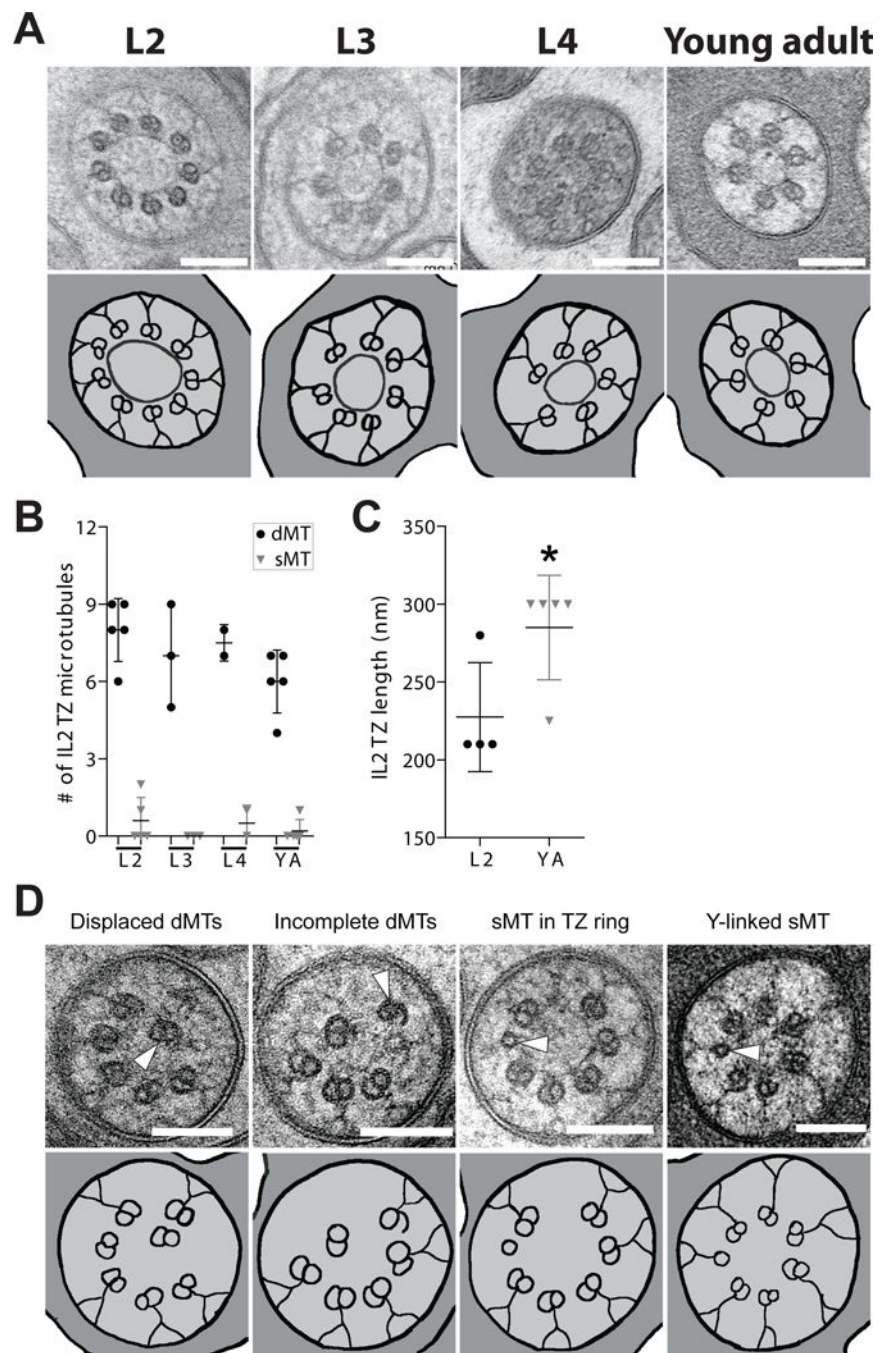 A
L2 L3 L4 Young adult
B
# of IL2 TZ microtubules
12
9
6
3
0
dMT
sMT
L2 L3 L4 YA
C
IL2 TZ length (nm)
350
300
250
200
150
*
L2 YA
D
Displaced dMTs Incomplete dMTs sMT in TZ ring Y-linked sMT